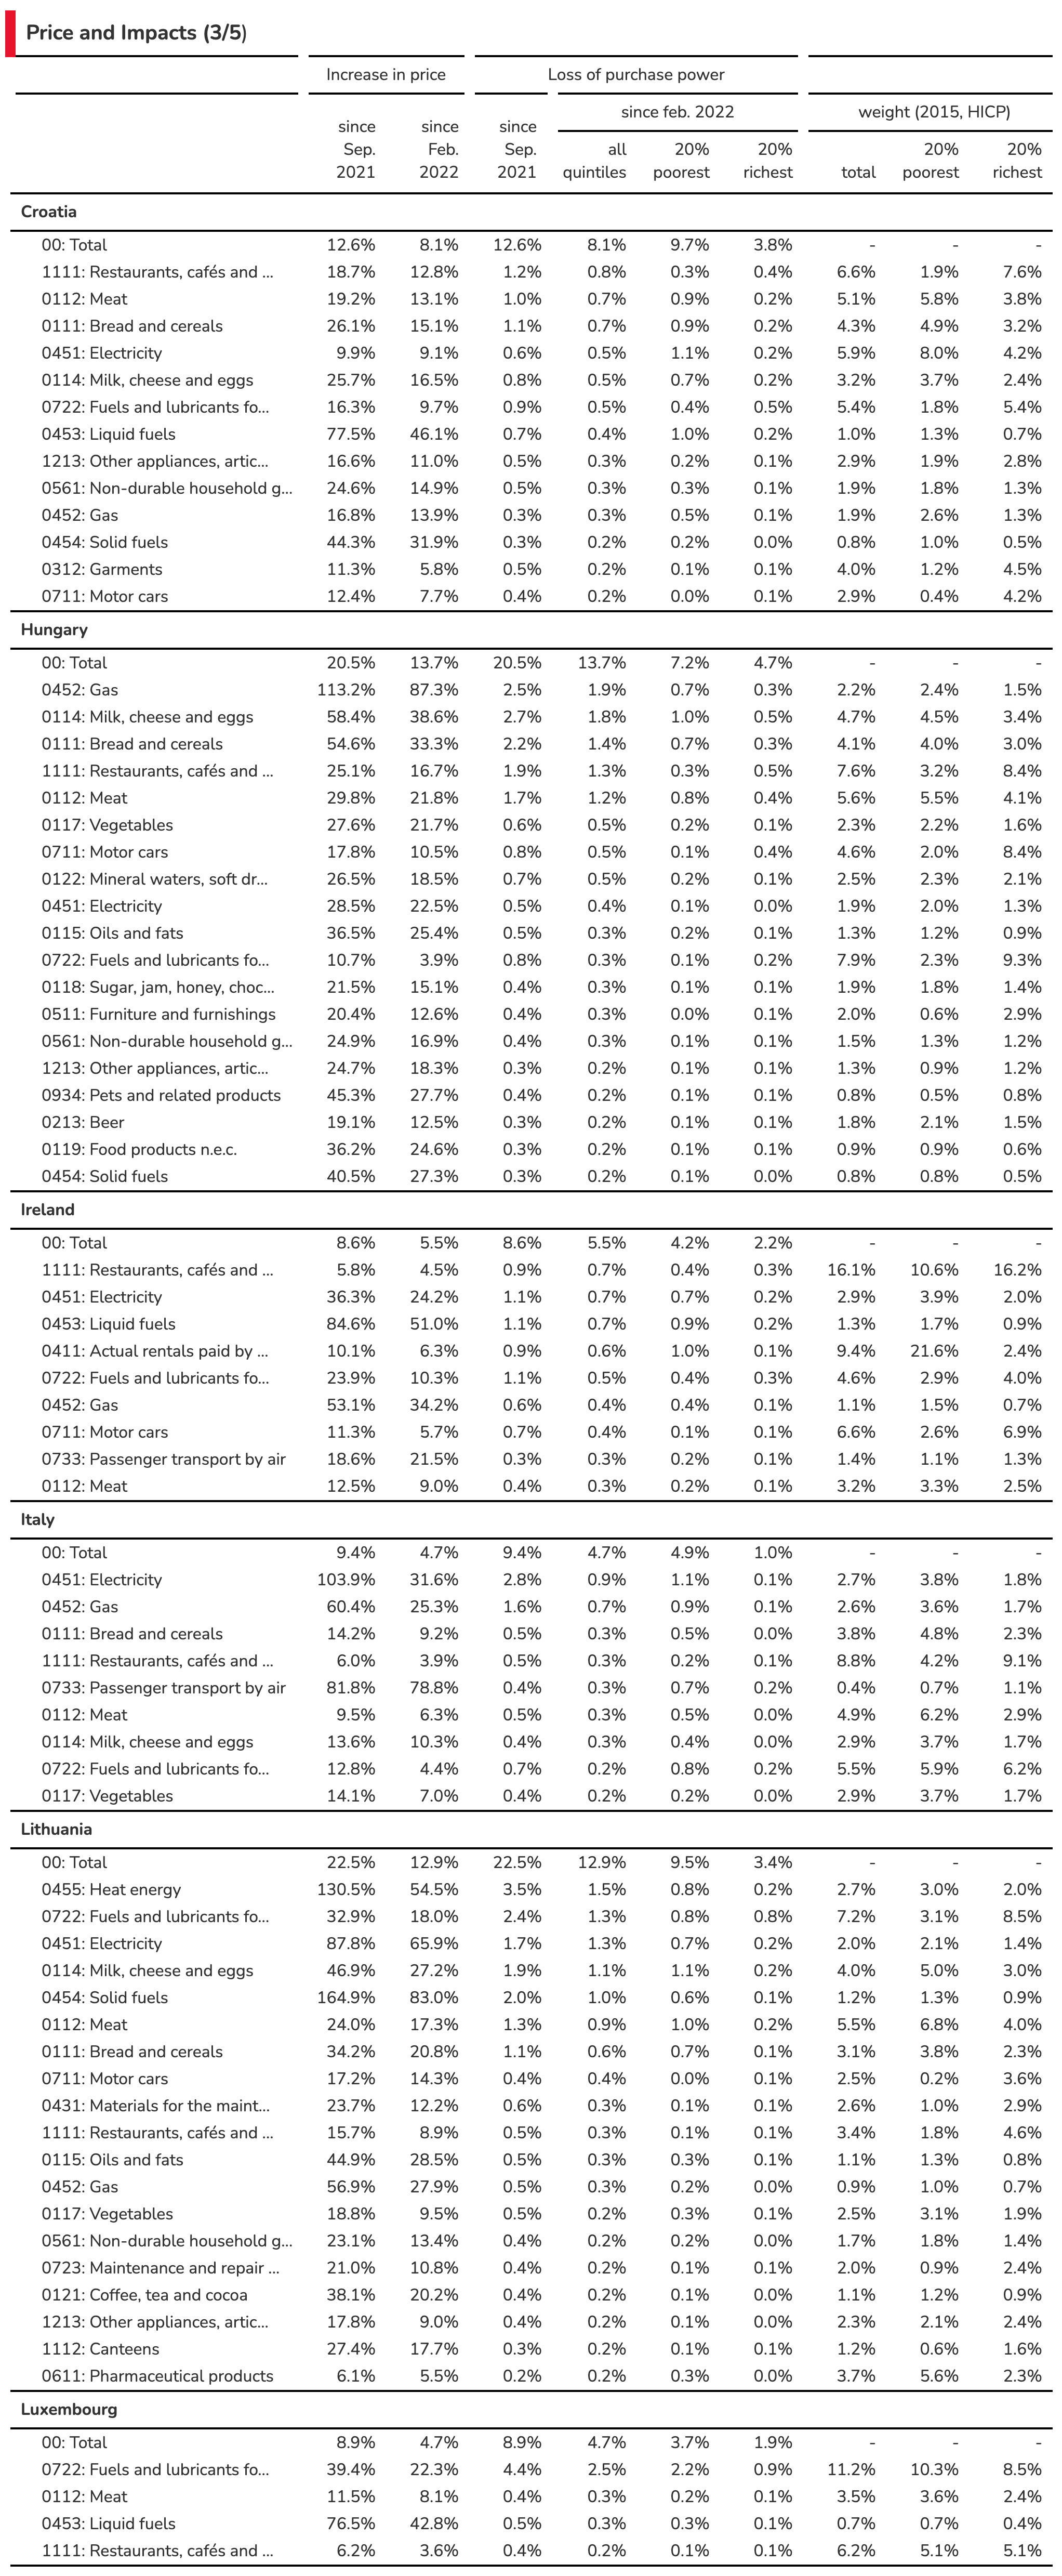 Price and Impacts (3/5)
Increase in price Loss of purchase power
since feb. 2022 weight (2015, HICP)
since since since
Sep. Feb. Sep. all 20% 20% 20% 20%
2021 2022 2021 quintiles poorest richest total poorest richest
Croatia
00: Total 12.6% 8.1% 12.6% 8.1% 9.7% 3.8% - - -
1111: Restaurants, cafés and ... 18.7% 12.8% 1.2% 0.8% 0.3% 0.4% 6.6% 1.9% 7.6%
0112: Meat 19.2% 13.1% 1.0% 0.7% 0.9% 0.2% 5.1% 5.8% 3.8%
0111: Bread and cereals 26.1% 15.1% 1.1% 0.7% 0.9% 0.2% 4.3% 4.9% 3.2%
0451: Electricity 9.9% 9.1% 0.6% 0.5% 1.1% 0.2% 5.9% 8.0% 4.2%
0114: Milk, cheese and eggs 25.7% 16.5% 0.8% 0.5% 0.7% 0.2% 3.2% 3.7% 2.4%
0722: Fuels and lubricants fo... 16.3% 9.7% 0.9% 0.5% 0.4% 0.5% 5.4% 1.8% 5.4%
0453: Liquid fuels 77.5% 46.1% 0.7% 0.4% 1.0% 0.2% 1.0% 1.3% 0.7%
1213: Other appliances, artic... 16.6% 11.0% 0.5% 0.3% 0.2% 0.1% 2.9% 1.9% 2.8%
0561: Non-durable household g... 24.6% 14.9% 0.5% 0.3% 0.3% 0.1% 1.9% 1.8% 1.3%
0452: Gas 16.8% 13.9% 0.3% 0.3% 0.5% 0.1% 1.9% 2.6% 1.3%
0454: Solid fuels 44.3% 31.9% 0.3% 0.2% 0.2% 0.0% 0.8% 1.0% 0.5%
0312: Garments 11.3% 5.8% 0.5% 0.2% 0.1% 0.1% 4.0% 1.2% 4.5%
0711: Motor cars 12.4% 7.7% 0.4% 0.2% 0.0% 0.1% 2.9% 0.4% 4.2%
Hungary
00: Total 20.5% 13.7% 20.5% 13.7% 7.2% 4.7% - - -
0452: Gas 113.2% 87.3% 2.5% 1.9% 0.7% 0.3% 2.2% 2.4% 1.5%
0114: Milk, cheese and eggs 58.4% 38.6% 2.7% 1.8% 1.0% 0.5% 4.7% 4.5% 3.4%
0111: Bread and cereals 54.6% 33.3% 2.2% 1.4% 0.7% 0.3% 4.1% 4.0% 3.0%
1111: Restaurants, cafés and ... 25.1% 16.7% 1.9% 1.3% 0.3% 0.5% 7.6% 3.2% 8.4%
0112: Meat 29.8% 21.8% 1.7% 1.2% 0.8% 0.4% 5.6% 5.5% 4.1%
0117: Vegetables 27.6% 21.7% 0.6% 0.5% 0.2% 0.1% 2.3% 2.2% 1.6%
0711: Motor cars 17.8% 10.5% 0.8% 0.5% 0.1% 0.4% 4.6% 2.0% 8.4%
0122: Mineral waters, soft dr... 26.5% 18.5% 0.7% 0.5% 0.2% 0.1% 2.5% 2.3% 2.1%
0451: Electricity 28.5% 22.5% 0.5% 0.4% 0.1% 0.0% 1.9% 2.0% 1.3%
0115: Oils and fats 36.5% 25.4% 0.5% 0.3% 0.2% 0.1% 1.3% 1.2% 0.9%
0722: Fuels and lubricants fo... 10.7% 3.9% 0.8% 0.3% 0.1% 0.2% 7.9% 2.3% 9.3%
0118: Sugar, jam, honey, choc... 21.5% 15.1% 0.4% 0.3% 0.1% 0.1% 1.9% 1.8% 1.4%
0511: Furniture and furnishings 20.4% 12.6% 0.4% 0.3% 0.0% 0.1% 2.0% 0.6% 2.9%
0561: Non-durable household g... 24.9% 16.9% 0.4% 0.3% 0.1% 0.1% 1.5% 1.3% 1.2%
1213: Other appliances, artic... 24.7% 18.3% 0.3% 0.2% 0.1% 0.1% 1.3% 0.9% 1.2%
0934: Pets and related products 45.3% 27.7% 0.4% 0.2% 0.1% 0.1% 0.8% 0.5% 0.8%
0213: Beer 19.1% 12.5% 0.3% 0.2% 0.1% 0.1% 1.8% 2.1% 1.5%
0119: Food products n.e.c. 36.2% 24.6% 0.3% 0.2% 0.1% 0.1% 0.9% 0.9% 0.6%
0454: Solid fuels 40.5% 27.3% 0.3% 0.2% 0.1% 0.0% 0.8% 0.8% 0.5%
Ireland
00: Total 8.6% 5.5% 8.6% 5.5% 4.2% 2.2% - - -
1111: Restaurants, cafés and ... 5.8% 4.5% 0.9% 0.7% 0.4% 0.3% 16.1% 10.6% 16.2%
0451: Electricity 36.3% 24.2% 1.1% 0.7% 0.7% 0.2% 2.9% 3.9% 2.0%
0453: Liquid fuels 84.6% 51.0% 1.1% 0.7% 0.9% 0.2% 1.3% 1.7% 0.9%
0411: Actual rentals paid by ... 10.1% 6.3% 0.9% 0.6% 1.0% 0.1% 9.4% 21.6% 2.4%
0722: Fuels and lubricants fo... 23.9% 10.3% 1.1% 0.5% 0.4% 0.3% 4.6% 2.9% 4.0%
0452: Gas 53.1% 34.2% 0.6% 0.4% 0.4% 0.1% 1.1% 1.5% 0.7%
0711: Motor cars 11.3% 5.7% 0.7% 0.4% 0.1% 0.1% 6.6% 2.6% 6.9%
0733: Passenger transport by air 18.6% 21.5% 0.3% 0.3% 0.2% 0.1% 1.4% 1.1% 1.3%
0112: Meat 12.5% 9.0% 0.4% 0.3% 0.2% 0.1% 3.2% 3.3% 2.5%
Italy
00: Total 9.4% 4.7% 9.4% 4.7% 4.9% 1.0% - - -
0451: Electricity 103.9% 31.6% 2.8% 0.9% 1.1% 0.1% 2.7% 3.8% 1.8%
0452: Gas 60.4% 25.3% 1.6% 0.7% 0.9% 0.1% 2.6% 3.6% 1.7%
0111: Bread and cereals 14.2% 9.2% 0.5% 0.3% 0.5% 0.0% 3.8% 4.8% 2.3%
1111: Restaurants, cafés and ... 6.0% 3.9% 0.5% 0.3% 0.2% 0.1% 8.8% 4.2% 9.1%
0733: Passenger transport by air 81.8% 78.8% 0.4% 0.3% 0.7% 0.2% 0.4% 0.7% 1.1%
0112: Meat 9.5% 6.3% 0.5% 0.3% 0.5% 0.0% 4.9% 6.2% 2.9%
0114: Milk, cheese and eggs 13.6% 10.3% 0.4% 0.3% 0.4% 0.0% 2.9% 3.7% 1.7%
0722: Fuels and lubricants fo... 12.8% 4.4% 0.7% 0.2% 0.8% 0.2% 5.5% 5.9% 6.2%
0117: Vegetables 14.1% 7.0% 0.4% 0.2% 0.2% 0.0% 2.9% 3.7% 1.7%
Lithuania
00: Total 22.5% 12.9% 22.5% 12.9% 9.5% 3.4% - - -
0455: Heat energy 130.5% 54.5% 3.5% 1.5% 0.8% 0.2% 2.7% 3.0% 2.0%
0722: Fuels and lubricants fo... 32.9% 18.0% 2.4% 1.3% 0.8% 0.8% 7.2% 3.1% 8.5%
0451: Electricity 87.8% 65.9% 1.7% 1.3% 0.7% 0.2% 2.0% 2.1% 1.4%
0114: Milk, cheese and eggs 46.9% 27.2% 1.9% 1.1% 1.1% 0.2% 4.0% 5.0% 3.0%
0454: Solid fuels 164.9% 83.0% 2.0% 1.0% 0.6% 0.1% 1.2% 1.3% 0.9%
0112: Meat 24.0% 17.3% 1.3% 0.9% 1.0% 0.2% 5.5% 6.8% 4.0%
0111: Bread and cereals 34.2% 20.8% 1.1% 0.6% 0.7% 0.1% 3.1% 3.8% 2.3%
0711: Motor cars 17.2% 14.3% 0.4% 0.4% 0.0% 0.1% 2.5% 0.2% 3.6%
0431: Materials for the maint... 23.7% 12.2% 0.6% 0.3% 0.1% 0.1% 2.6% 1.0% 2.9%
1111: Restaurants, cafés and ... 15.7% 8.9% 0.5% 0.3% 0.1% 0.1% 3.4% 1.8% 4.6%
0115: Oils and fats 44.9% 28.5% 0.5% 0.3% 0.3% 0.1% 1.1% 1.3% 0.8%
0452: Gas 56.9% 27.9% 0.5% 0.3% 0.2% 0.0% 0.9% 1.0% 0.7%
0117: Vegetables 18.8% 9.5% 0.5% 0.2% 0.3% 0.1% 2.5% 3.1% 1.9%
0561: Non-durable household g... 23.1% 13.4% 0.4% 0.2% 0.2% 0.0% 1.7% 1.8% 1.4%
0723: Maintenance and repair ... 21.0% 10.8% 0.4% 0.2% 0.1% 0.1% 2.0% 0.9% 2.4%
0121: Coffee, tea and cocoa 38.1% 20.2% 0.4% 0.2% 0.1% 0.0% 1.1% 1.2% 0.9%
1213: Other appliances, artic... 17.8% 9.0% 0.4% 0.2% 0.1% 0.0% 2.3% 2.1% 2.4%
1112: Canteens 27.4% 17.7% 0.3% 0.2% 0.1% 0.1% 1.2% 0.6% 1.6%
0611: Pharmaceutical products 6.1% 5.5% 0.2% 0.2% 0.3% 0.0% 3.7% 5.6% 2.3%
Luxembourg
00: Total 8.9% 4.7% 8.9% 4.7% 3.7% 1.9% - - -
0722: Fuels and lubricants fo... 39.4% 22.3% 4.4% 2.5% 2.2% 0.9% 11.2% 10.3% 8.5%
0112: Meat 11.5% 8.1% 0.4% 0.3% 0.2% 0.1% 3.5% 3.6% 2.4%
0453: Liquid fuels 76.5% 42.8% 0.5% 0.3% 0.3% 0.1% 0.7% 0.7% 0.4%
1111: Restaurants, cafés and ... 6.2% 3.6% 0.4% 0.2% 0.1% 0.1% 6.2% 5.1% 5.1%